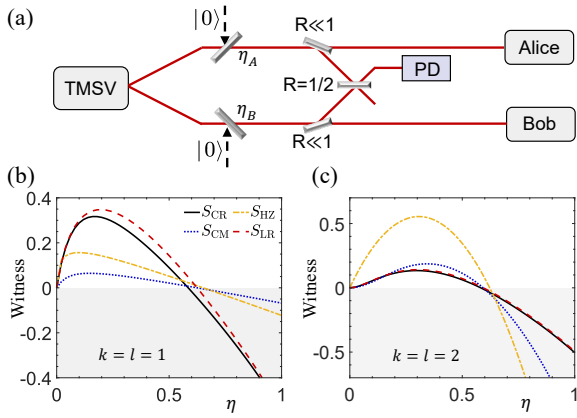 (a)
|0⟩
R≪1
η_A
Alice
TMSV
R=1/2
PD
η_B
|0⟩
R≪1
Bob
(b)
(c)
0.4
0.2
0
-0.2
-0.4
Witness
S_CR
S_HZ
S_CM
S_LR
k = l = 1
0
0.5
1
η
0.5
0
-0.5
Witness
k = l = 2
0
0.5
1
η